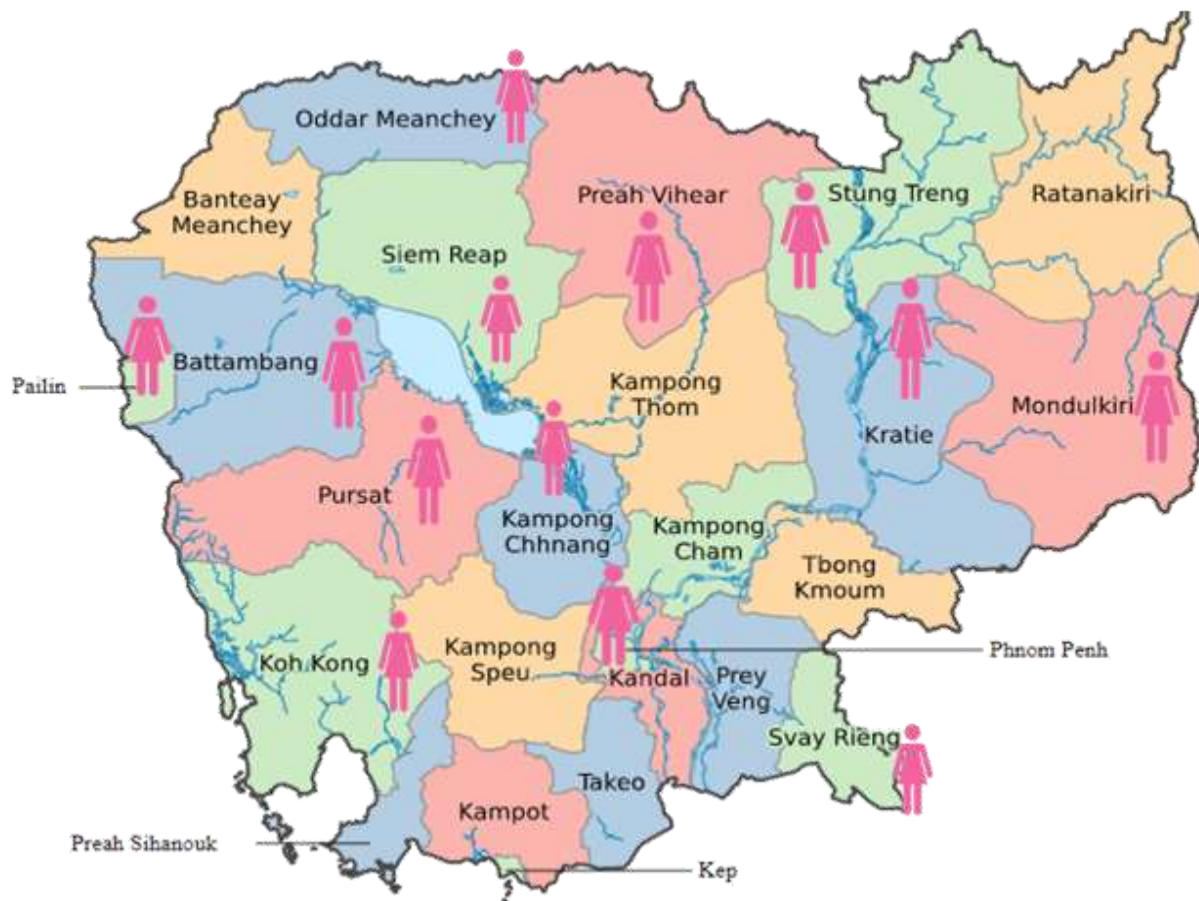 Oddar Meanchey
Banteay
Meanchey
Preah Vihear
Stung Treng
Ratanakiri
Siem Reap
Battambang
Pailin
Kampong
Thom
Mondulkiri
Kratie
Pursat
Kampong
Chhnang
Kampong
Cham
Tbong
Kmoum
Koh Kong
Kampong
Speu
Kandal
Prey
Veng
Phnom Penh
Svay Rieng
Takeo
Kampot
Preah Sihanouk
Kep